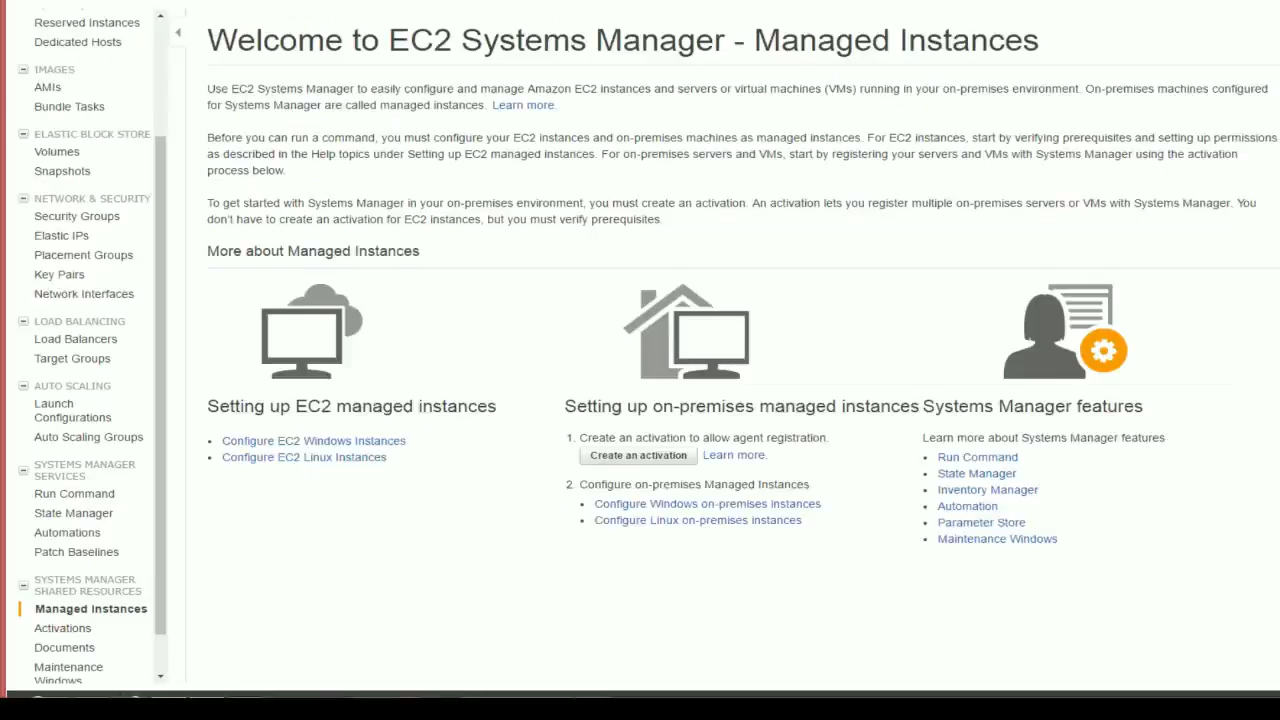 Reserved Instances
Dedicated Hosts
IMAGES
AMIs
Bundle Tasks
ELASTIC BLOCK STORE
Volumes
Snapshots
NETWORK & SECURITY
Security Groups
Elastic IPs
Placement Groups
Key Pairs
Network Interfaces
LOAD BALANCING
Load Balancers
Target Groups
AUTO SCALING
Launch
Configurations
Auto Scaling Groups
SYSTEMS MANAGER
SERVICES
Run Command
State Manager
Automations
Patch Baselines
SYSTEMS MANAGER
SHARED RESOURCES
Managed Instances
Activations
Documents
Maintenance
Windows
Welcome to EC2 Systems Manager - Managed Instances
Use EC2 Systems Manager to easily configure and manage Amazon EC2 instances and servers or virtual machines (VMs) running in your on-premises environment. On-premises machines configured
for Systems Manager are called managed instances. Learn more.
Before you can run a command, you must configure your EC2 instances and on-premises machines as managed instances. For EC2 instances, start by verifying prerequisites and setting up permissions
as described in the Help topics under Setting up EC2 managed instances. For on-premises servers and VMs, start by registering your servers and VMs with Systems Manager using the activation
process below.
To get started with Systems Manager in your on-premises environment, you must create an activation. An activation lets you register multiple on-premises servers or VMs with Systems Manager. You
don't have to create an activation for EC2 instances, but you must verify prerequisites.
More about Managed Instances
Setting up EC2 managed instances
• Configure EC2 Windows Instances
• Configure EC2 Linux Instances
Setting up on-premises managed instances
1. Create an activation to allow agent registration.
Create an activation Learn more.
2. Configure on-premises Managed Instances
• Configure Windows on-premises instances
• Configure Linux on-premises instances
Systems Manager features
Learn more about Systems Manager features
• Run Command
• State Manager
• Inventory Manager
• Automation
• Parameter Store
• Maintenance Windows